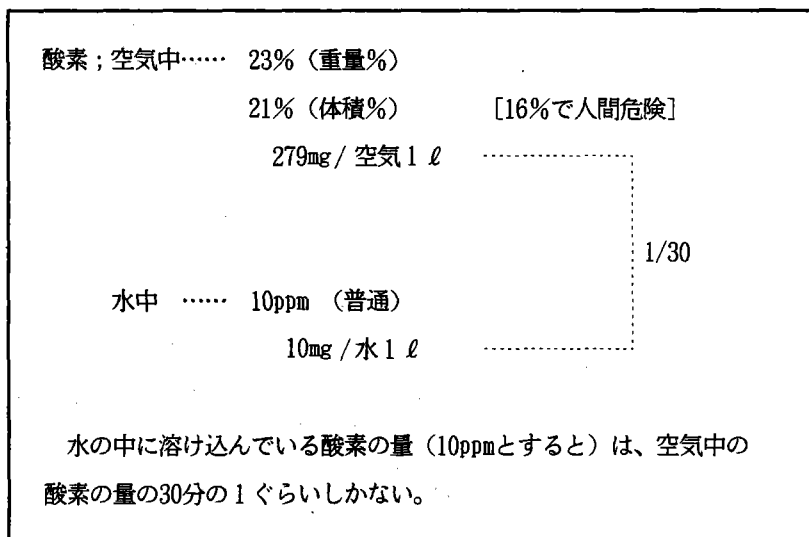 酸素；空気中…… 23%（重量%）
21%（体積%） [16%で人間危険]
279mg / 空気1 ℓ
1/30
水中 …… 10ppm （普通）
10mg / 水1 ℓ
水の中に溶け込んでいる酸素の量（10ppmとすると）は、空気中の
酸素の量の30分の1ぐらいしかない。